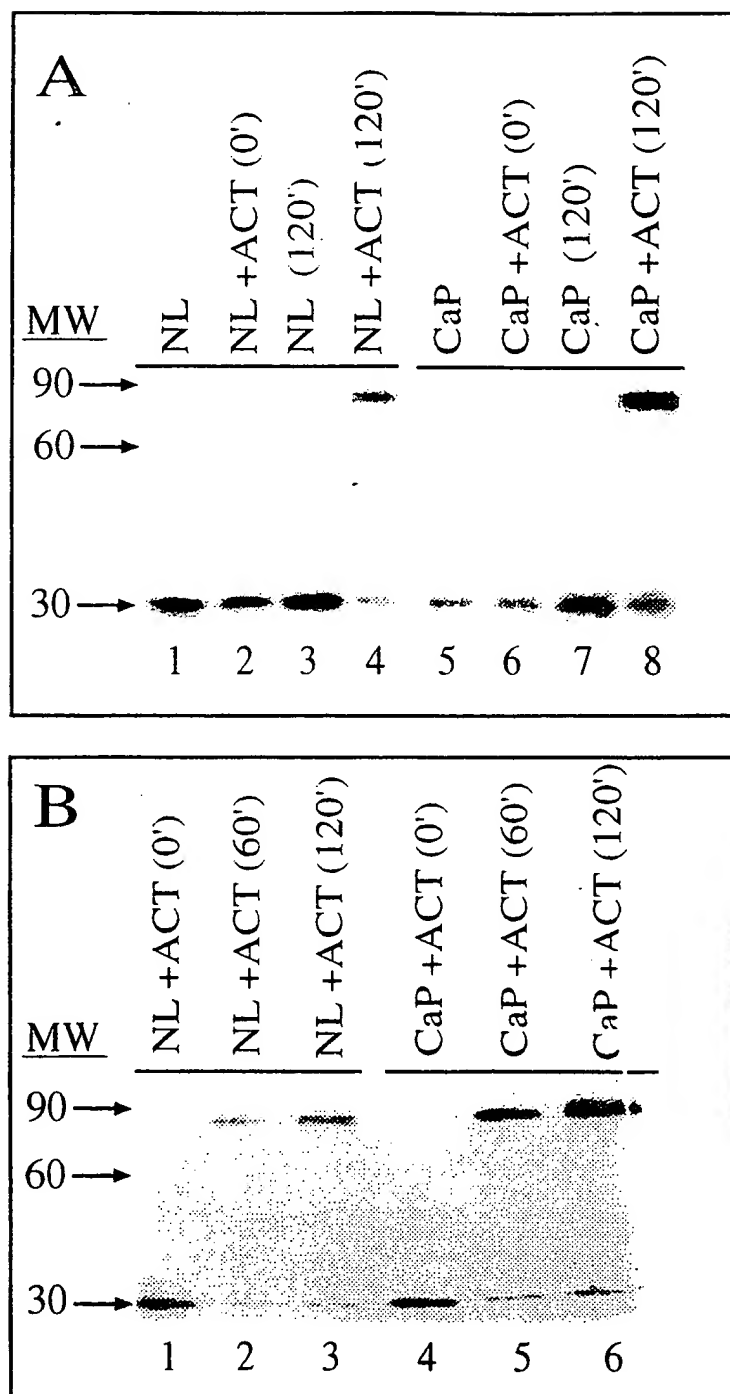 A
NL
NL +ACT (0')
NL (120')
NL +ACT (120')
CaP
CaP +ACT (0')
CaP (120')
CaP +ACT (120')
MW
90
60
30
1 2 3 4 5 6 7 8
B
NL +ACT (0')
NL +ACT (60')
NL +ACT (120')
CaP +ACT (0')
CaP +ACT (60')
CaP +ACT (120')
MW
90
60
30
1 2 3 4 5 6